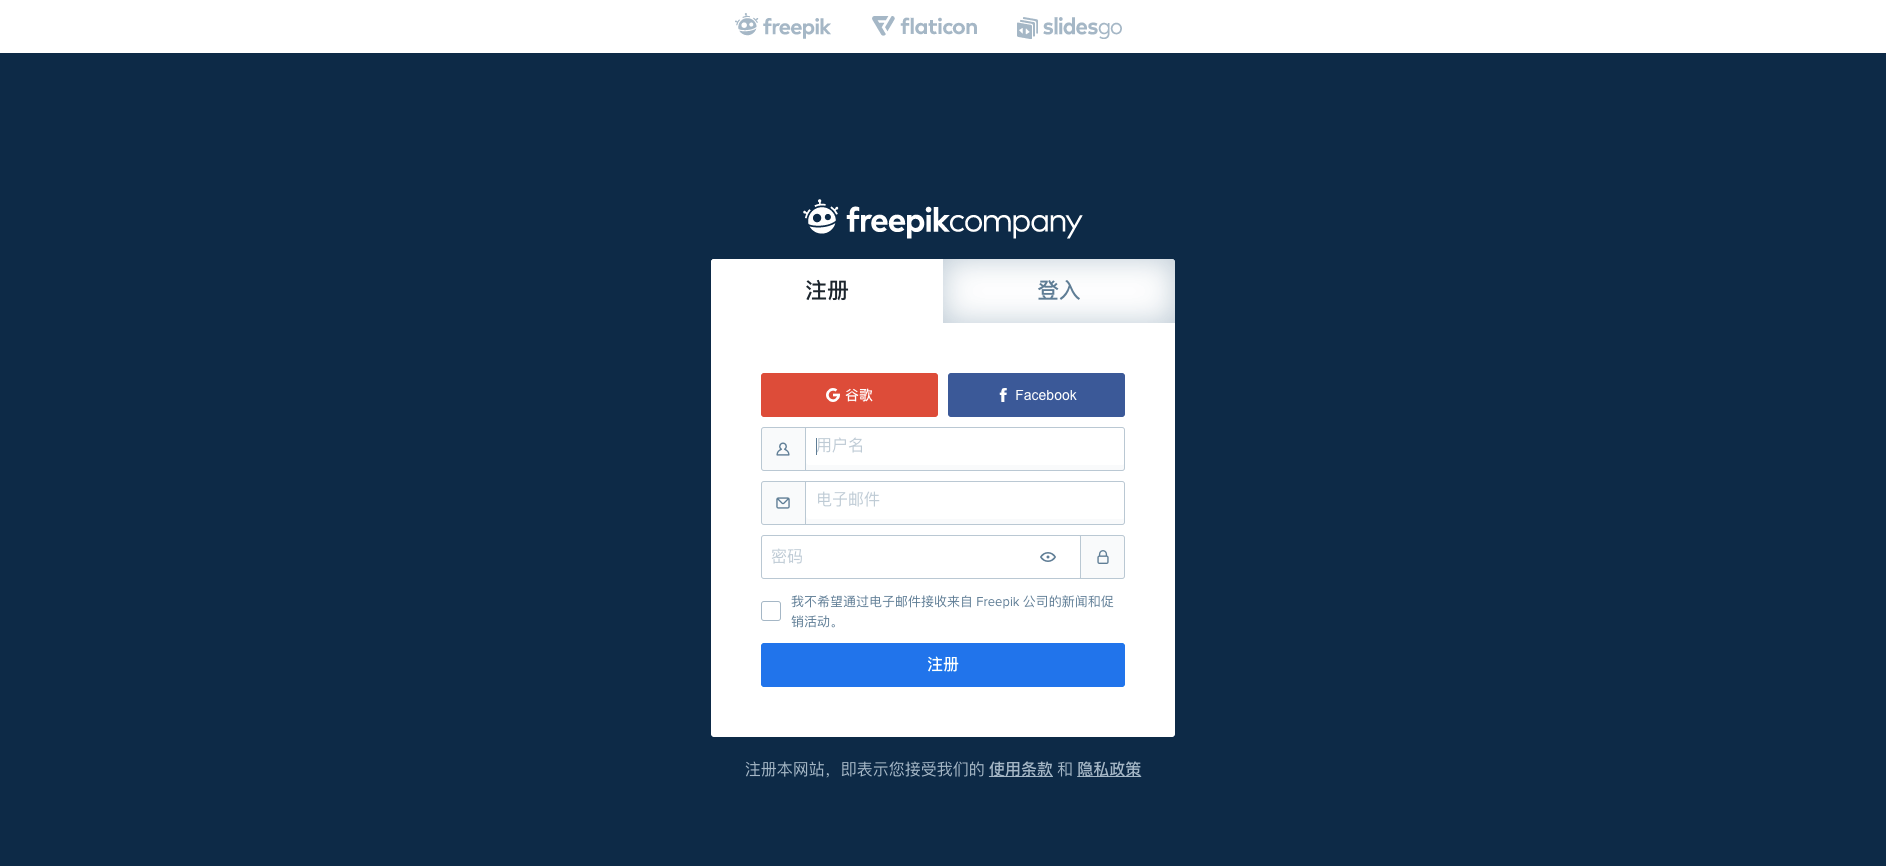 freepik
flaticon
slidesgo
freepikcompany
注册
登入
谷歌
Facebook
用户名
电子邮件
密码
我不希望通过电子邮件接收来自 Freepik 公司的新闻和促
销活动。
注册
注册本网站，即表示您接受我们的 使用条款 和 隐私政策